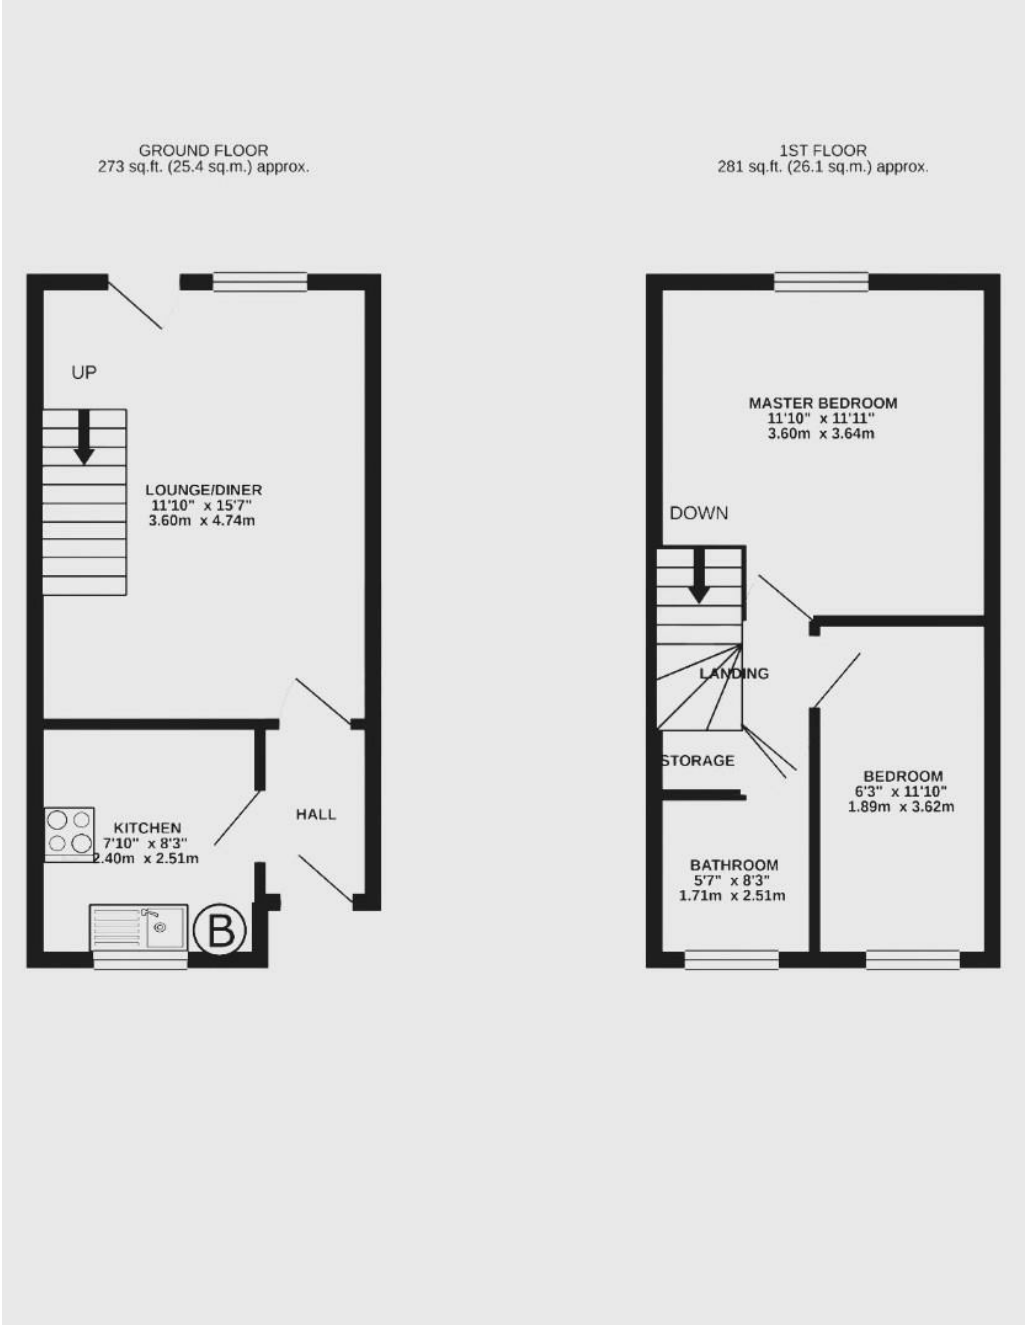 GROUND FLOOR
273 sq.ft. (25.4 sq.m.) approx.
UP
LOUNGE/DINER
11'10" x 15'7"
3.60m x 4.74m
KITCHEN
7'10" x 8'3"
2.40m x 2.51m
HALL
B
1ST FLOOR
281 sq.ft. (26.1 sq.m.) approx.
MASTER BEDROOM
11'10" x 11'11"
3.60m x 3.64m
DOWN
LANDING
STORAGE
BEDROOM
6'3" x 11'10"
1.89m x 3.62m
BATHROOM
5'7" x 8'3"
1.71m x 2.51m